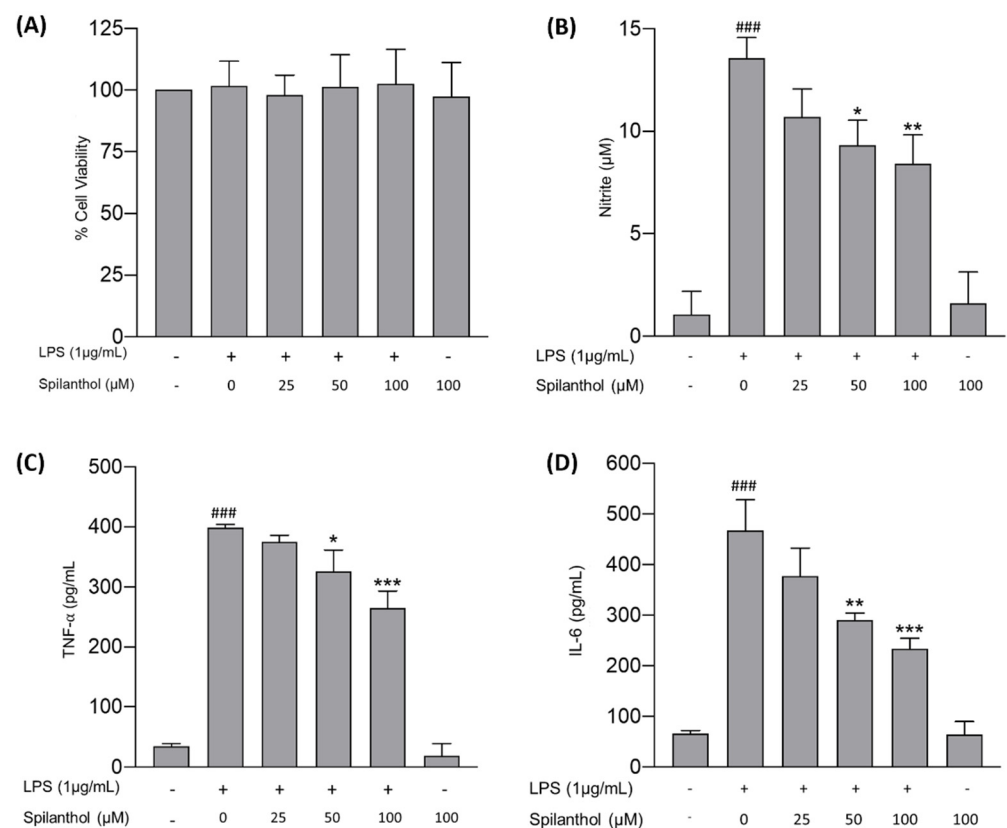 (A)
125
100
75
50
25
0
% Cell Viability
LPS (1µg/mL) - + + + + -
Spilanthol (µM) - 0 25 50 100 100
(B)
15
10
5
0
Nitrite (µM)
###
*
**
LPS (1µg/mL) - + + + + -
Spilanthol (µM) - 0 25 50 100 100
(C)
500
400
300
200
100
0
TNF-α (pg/mL
###
*
***
LPS (1µg/mL) - + + + + -
Spilanthol (µM) - 0 25 50 100 100
(D)
600
500
400
300
200
100
0
IL-6 (pg/mL)
###
**
***
LPS (1µg/mL) - + + + + -
Spilanthol (µM) - 0 25 50 100 100